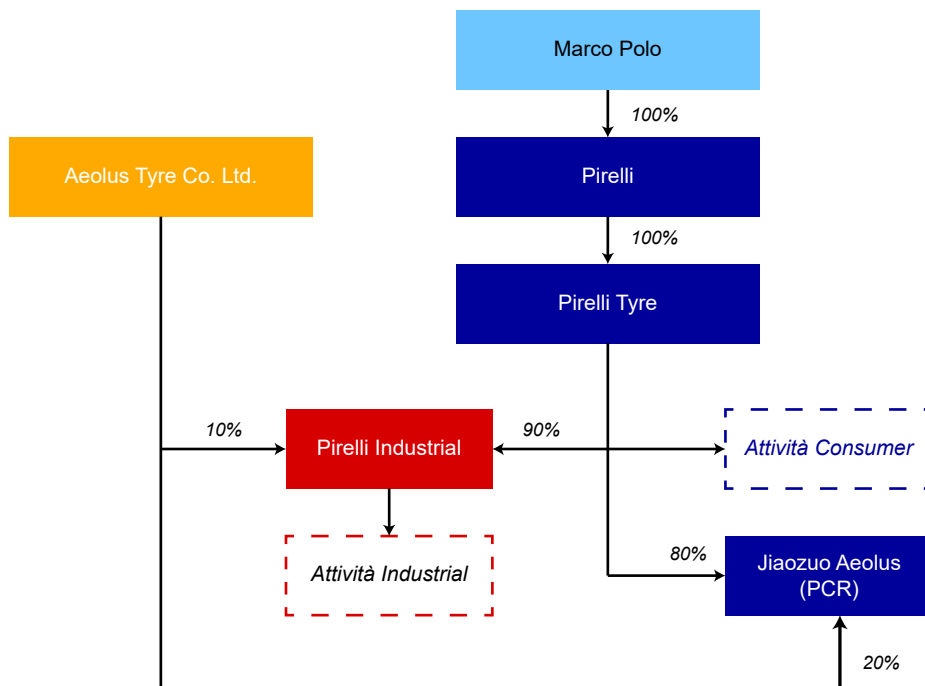 Marco Polo
100%
Aeolus Tyre Co. Ltd.
Pirelli
100%
Pirelli Tyre
10%
Pirelli Industrial
90%
Attività Consumer
Attività Industrial
80%
Jiaozuo Aeolus
(PCR)
20%